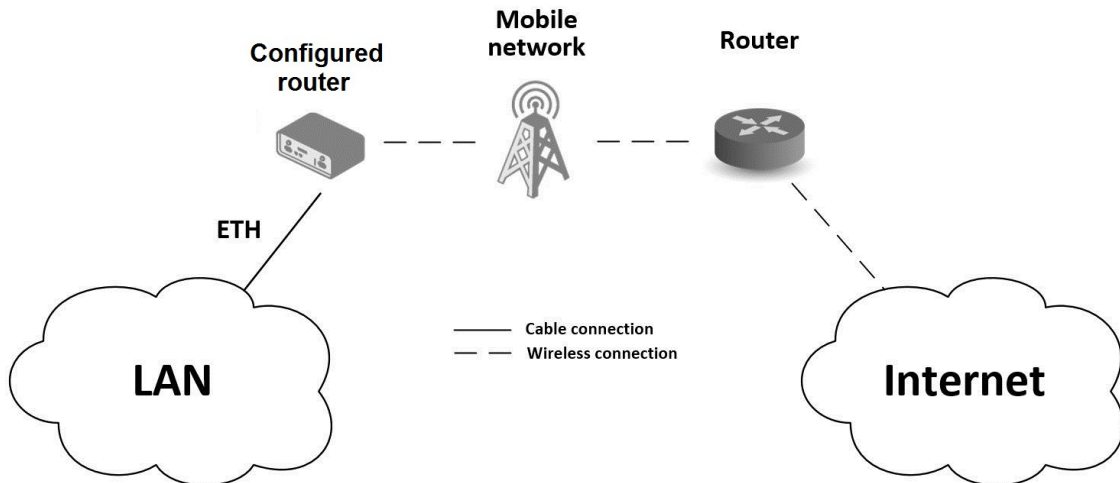 Mobile
network
Router
Configured
router
ETH
Cable connection
Wireless connection
LAN
Internet